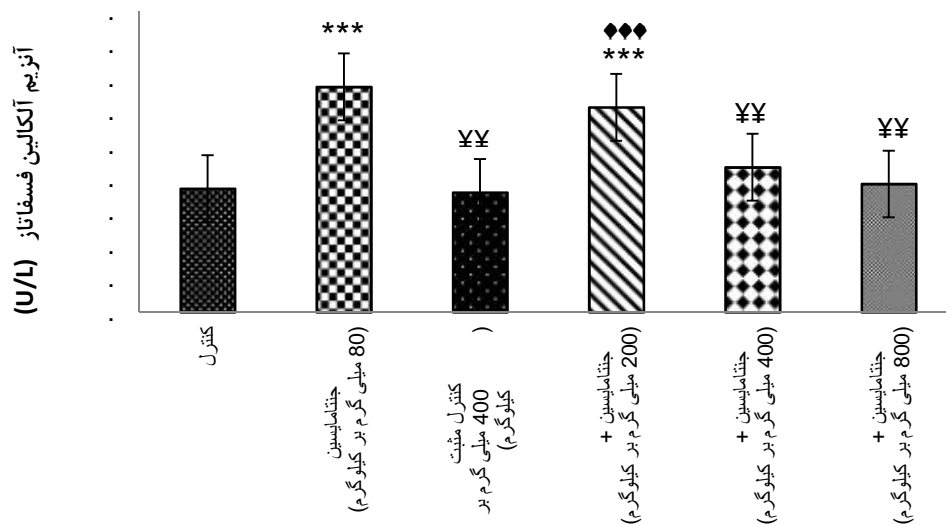 آنزیم آلکالین فسفاتاز (U/L)
***
¥¥
♦♦♦
***
¥¥
¥¥
کنترل
جنتامایسین
(80 میلی گرم بر کیلوگرم)
(
کنترل مثبت
400 میلی گرم بر
کیلوگرم)
جنتامایسین +
(200 میلی گرم بر کیلوگرم)
جنتامایسین +
(400 میلی گرم بر کیلوگرم)
جنتامایسین +
(800 میلی گرم بر کیلوگرم)